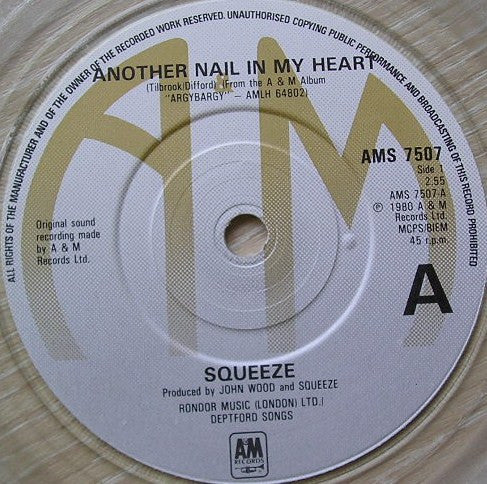 ALL RIGHTS OF THE MANUFACTURER AND OF THE OWNER OF THE RECORDED WORK RESERVED. UNAUTHORISED COPYING PUBLIC PERFORMANCE AND BROADCASTING OF THIS RECORD PROHIBITED
ANOTHER NAIL IN MY HEART
(Tilbrook/Difford) (From the A & M Album
"ARGYBARGY" – AMLH 64802)
AMS 7507
Side 1
2.55
AMS 7507-A
℗ 1980 A & M
Records Ltd.
MCPS/BIEM
45 r.p.m.
Original sound
recording made
by A & M
Records Ltd.
A
SQUEEZE
Produced by JOHN WOOD and SQUEEZE
RONDOR MUSIC (LONDON) LTD./
DEPTFORD SONGS
AM
RECORDS